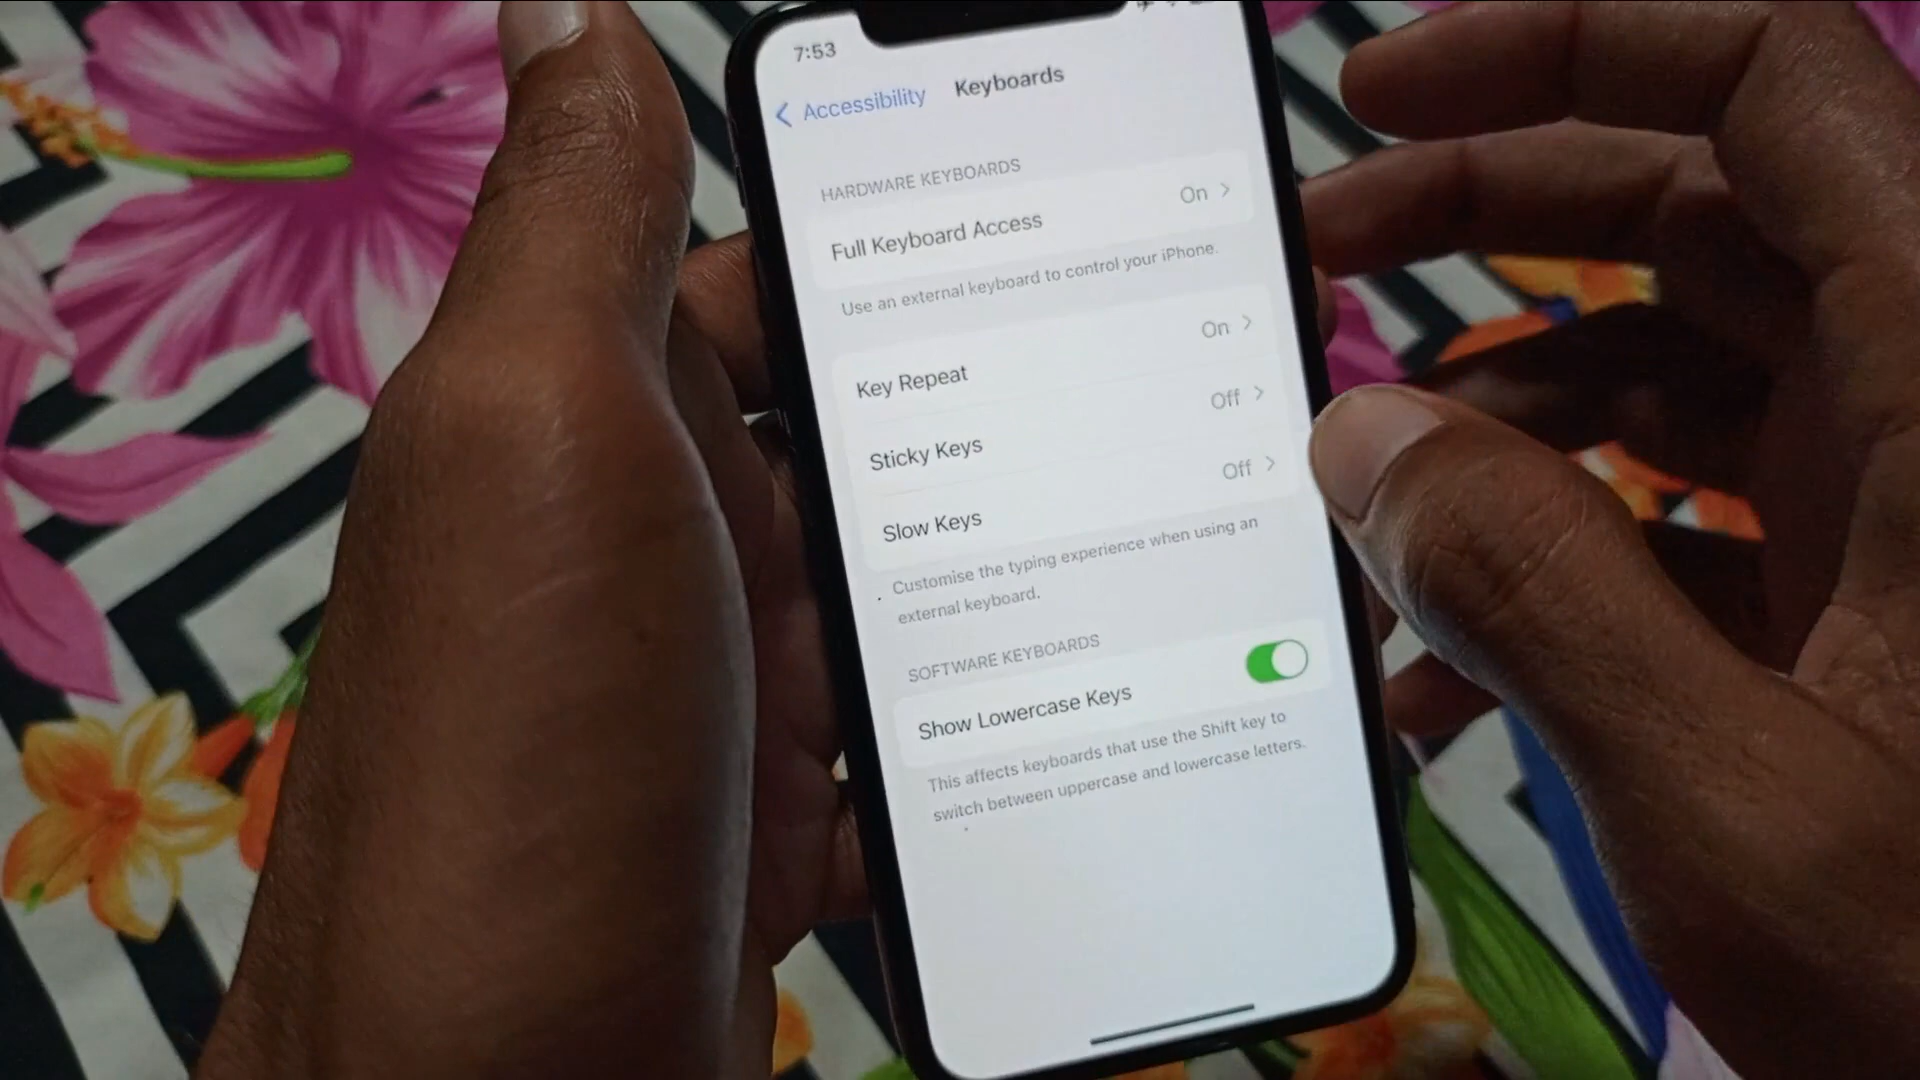 7:53
Accessibility
Keyboards
HARDWARE KEYBOARDS
Full Keyboard Access
On
Use an external keyboard to control your iPhone.
Key Repeat
On
Sticky Keys
Off
Slow Keys
Off
Customise the typing experience when using an
external keyboard.
SOFTWARE KEYBOARDS
Show Lowercase Keys
This affects keyboards that use the Shift key to
switch between uppercase and lowercase letters.